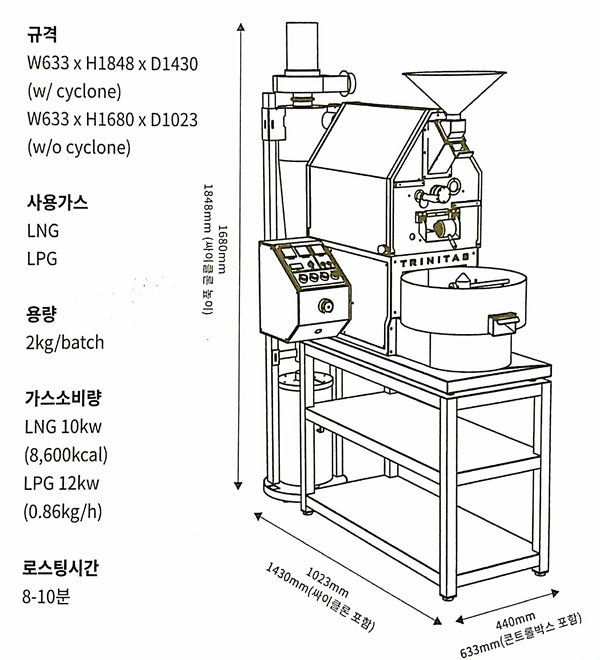 규격
W633 x H1848 x D1430
(w/ cyclone)
W633 x H1680 x D1023
(w/o cyclone)
사용가스
LNG
LPG
용량
2kg/batch
가스소비량
LNG 10kw
(8,600kcal)
LPG 12kw
(0.86kg/h)
로스팅시간
8-10분
1680mm
1848mm (싸이클론 높이)
TRINITAS
1023mm
1430mm(싸이클론 포함)
440mm
633mm(콘트롤박스 포함)